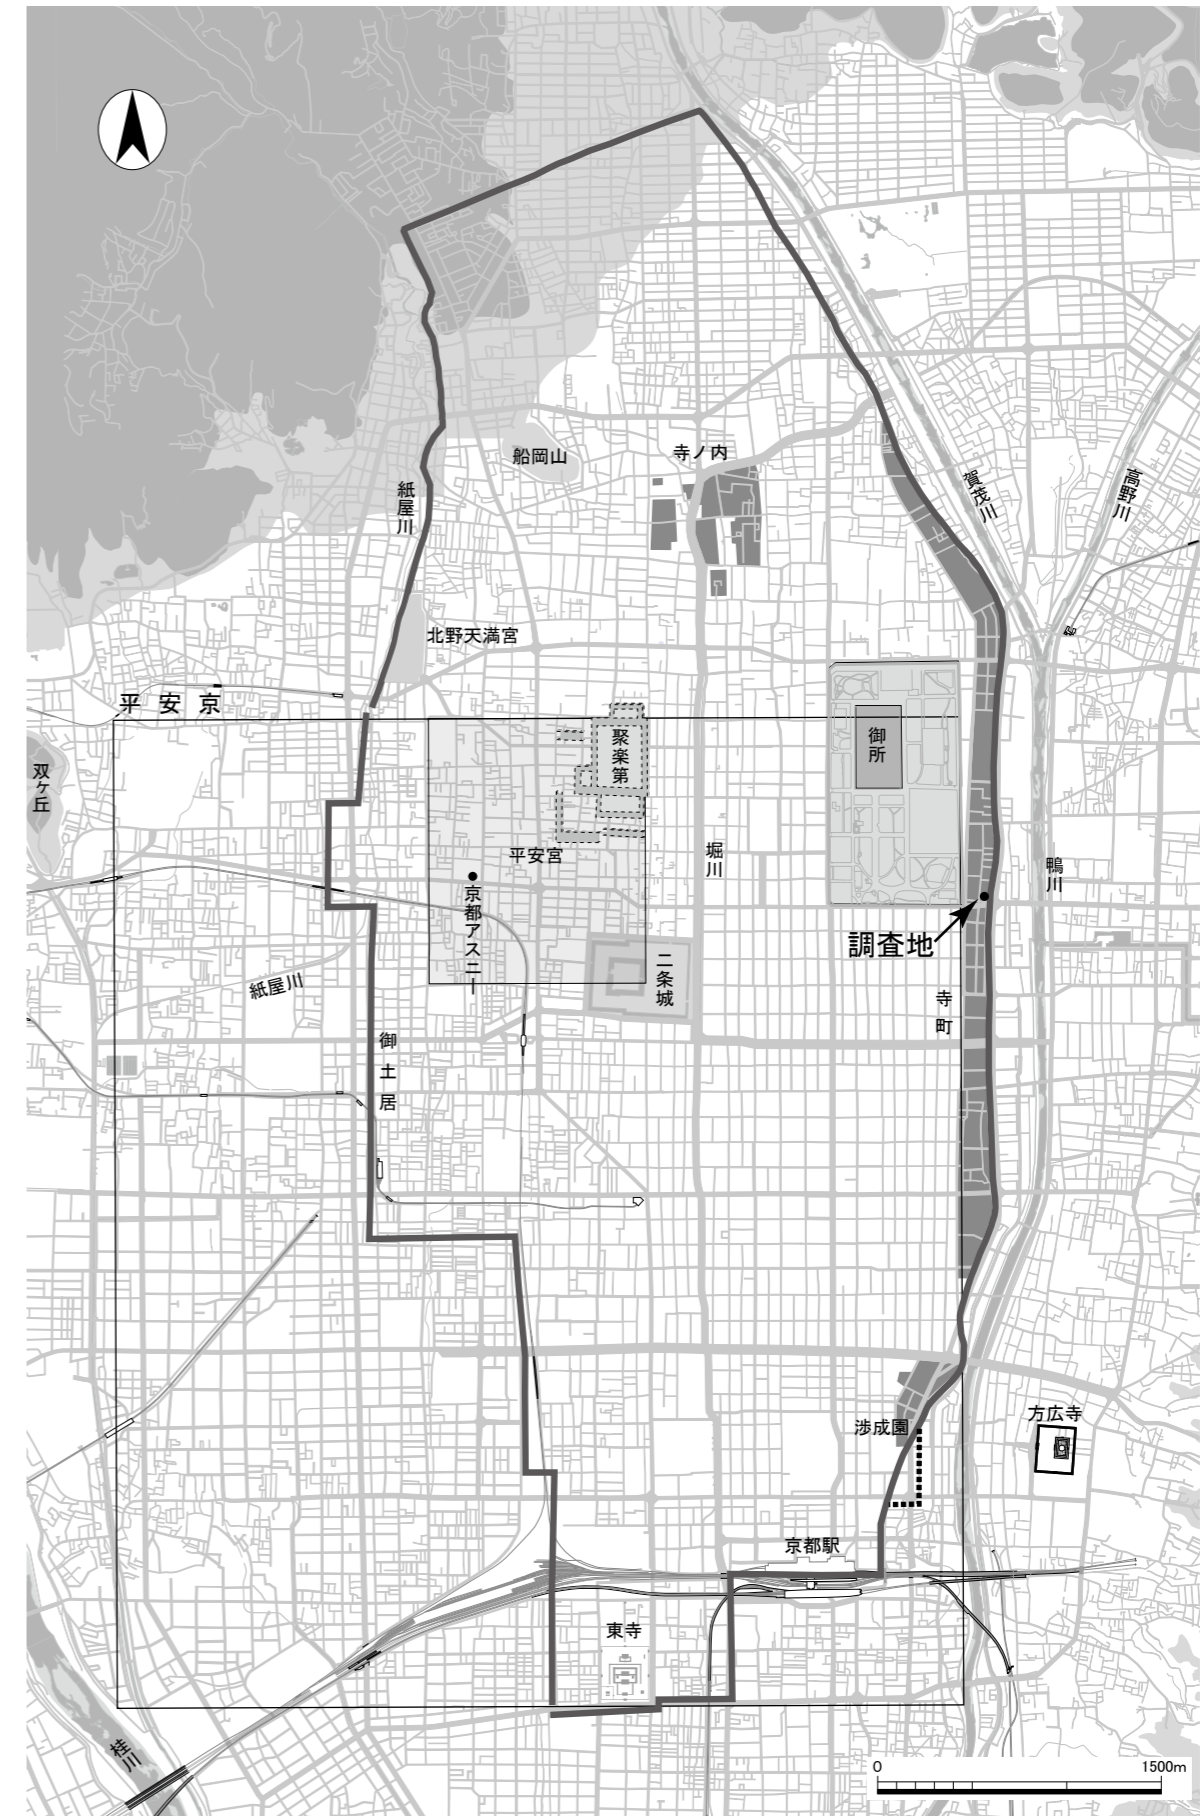 船岡山
寺ノ内
紙屋川
賀茂川
高野川
北野天満宮
平安京
聚楽第
御所
双ケ丘
平安宮
堀川
鴨川
京都アスニー
調査地
二条城
紙屋川
寺町
御土居
渉成園
方広寺
京都駅
東寺
桂川
0 1500m